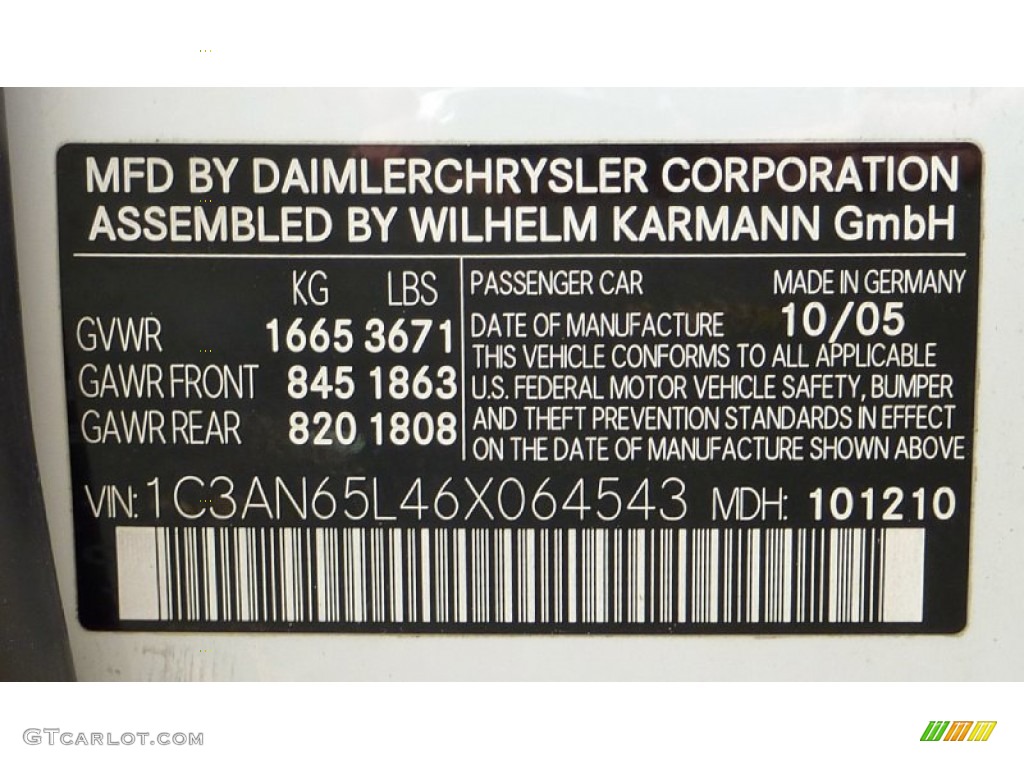 MFD BY DAIMLERCHRYSLER CORPORATION
ASSEMBLED BY WILHELM KARMANN GmbH
KG LBS
GVWR 1665 3671
GAWR FRONT 845 1863
GAWR REAR 820 1808
PASSENGER CAR MADE IN GERMANY
DATE OF MANUFACTURE 10/05
THIS VEHICLE CONFORMS TO ALL APPLICABLE
U.S. FEDERAL MOTOR VEHICLE SAFETY, BUMPER
AND THEFT PREVENTION STANDARDS IN EFFECT
ON THE DATE OF MANUFACTURE SHOWN ABOVE
VIN: 1C3AN65L46X064543 MDH: 101210
GTCARLOT.COM